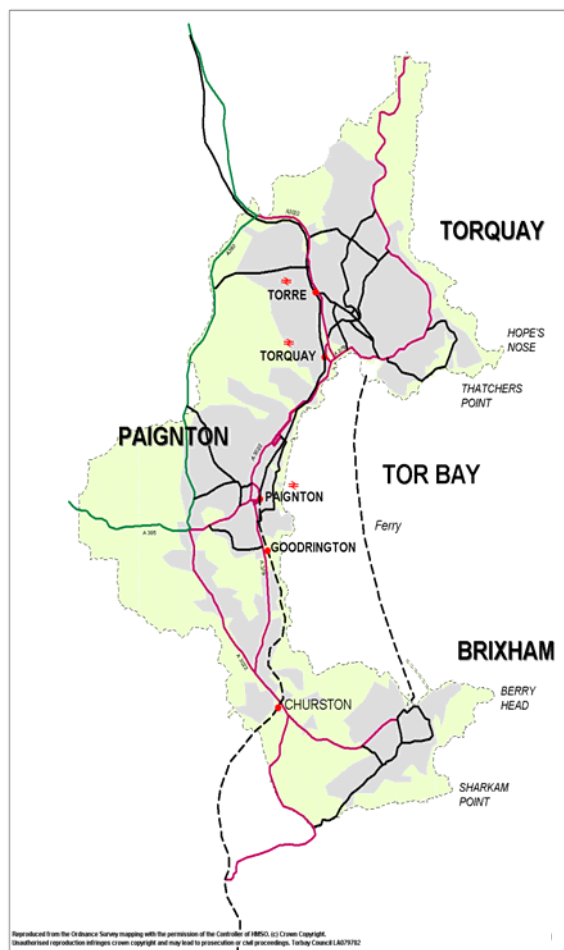 TORQUAY
TORRE
HOPE'S
NOSE
TORQUAY
THATCHERS
POINT
PAIGNTON
TOR BAY
PAIGNTON
Ferry
A 385
GOODRINGTON
BRIXHAM
BERRY
HEAD
CHURSTON
SHARKAM
POINT
Reproduced from the Ordnance Survey mapping with the permission of the Controller of HMSO. (c) Crown Copyright.
Unauthorised reproduction infringes crown copyright and may lead to prosecution or civil proceedings. Torbay Council LA079782